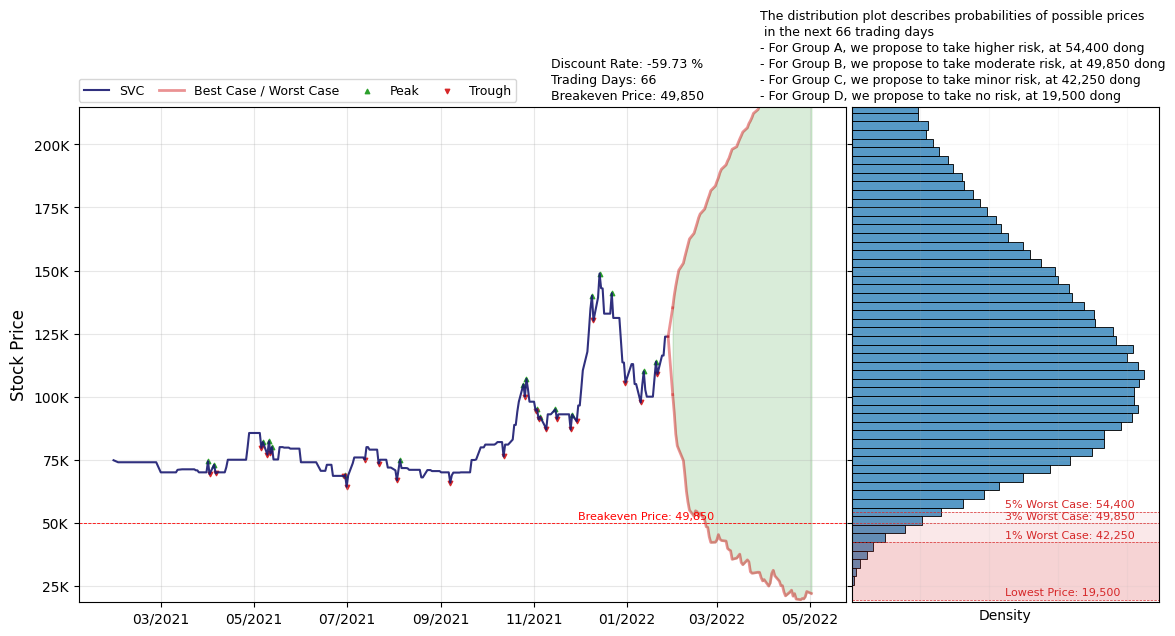 The distribution plot describes probabilities of possible prices
in the next 66 trading days
- For Group A, we propose to take higher risk, at 54,400 dong
- For Group B, we propose to take moderate risk, at 49,850 dong
- For Group C, we propose to take minor risk, at 42,250 dong
- For Group D, we propose to take no risk, at 19,500 dong
Discount Rate: -59.73 %
Trading Days: 66
Breakeven Price: 49,850
SVC
Best Case / Worst Case
Peak
Trough
Stock Price
200K
175K
150K
125K
100K
75K
50K
25K
Breakeven Price: 49,850
5% Worst Case: 54,400
3% Worst Case: 49,850
1% Worst Case: 42,250
Lowest Price: 19,500
03/2021
05/2021
07/2021
09/2021
11/2021
01/2022
03/2022
05/2022
Density